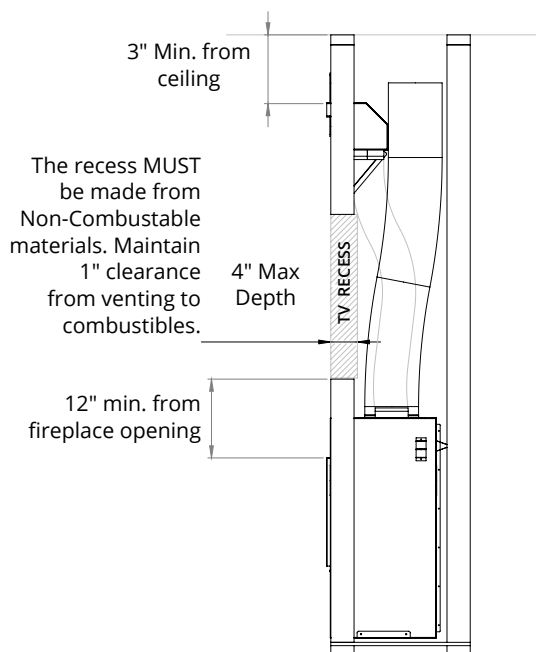 3" Min. from
ceiling
The recess MUST
be made from
Non-Combustable
materials. Maintain
1" clearance
from venting to
combustibles.
4" Max
Depth
TV RECESS
12" min. from
fireplace opening